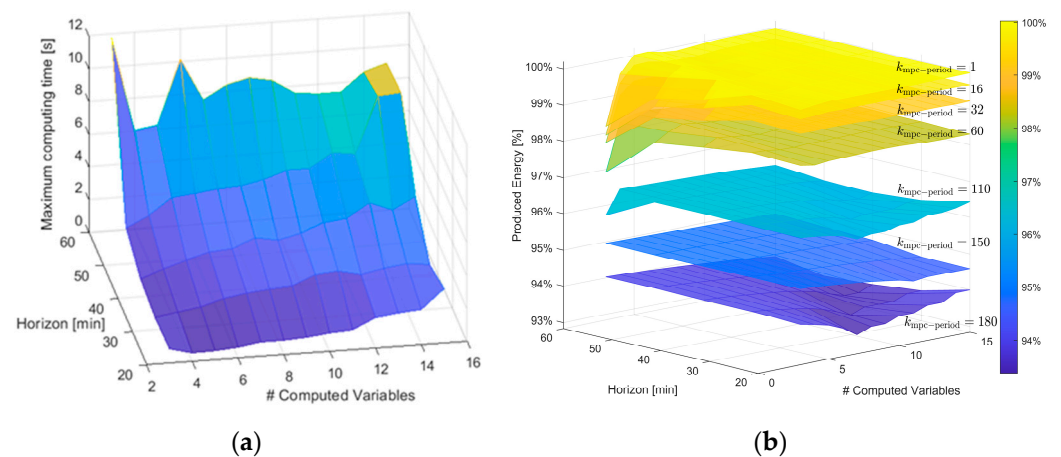 Maximum computing time [s]
12
10
8
6
4
2
0
60
50
40
30
20
Horizon [min]
2
4
6
8
10
12
14
16
# Computed Variables
(a)
Produced Energy [%]
100%
99%
98%
97%
96%
95%
94%
93%
60
50
40
30
20
Horizon [min]
0
5
10
15
# Computed Variables
k_mpc−period = 1
k_mpc−period = 16
k_mpc−period = 32
k_mpc−period = 60
k_mpc−period = 110
k_mpc−period − 150
k_mpc−period = 180
100%
99%
98%
97%
96%
95%
94%
(b)